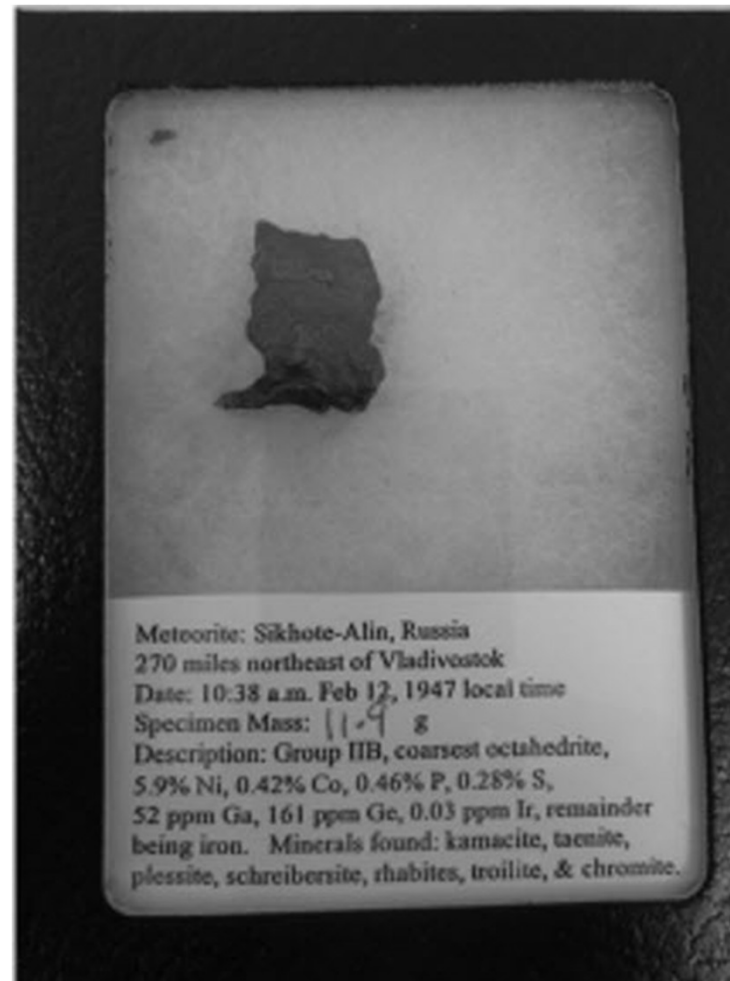 Meteorite: Sikhote-Alin, Russia
270 miles northeast of Vladivostok
Date: 10:38 a.m. Feb 12, 1947 local time
Specimen Mass: 11.9 g
Description: Group IIB, coarsest octahedrite,
5.9% Ni, 0.42% Co, 0.46% P, 0.28% S,
52 ppm Ga, 161 ppm Ge, 0.03 ppm Ir, remainder
being iron. Minerals found: kamacite, taenite,
plessite, schreibersite, rhabites, troilite, & chromite.